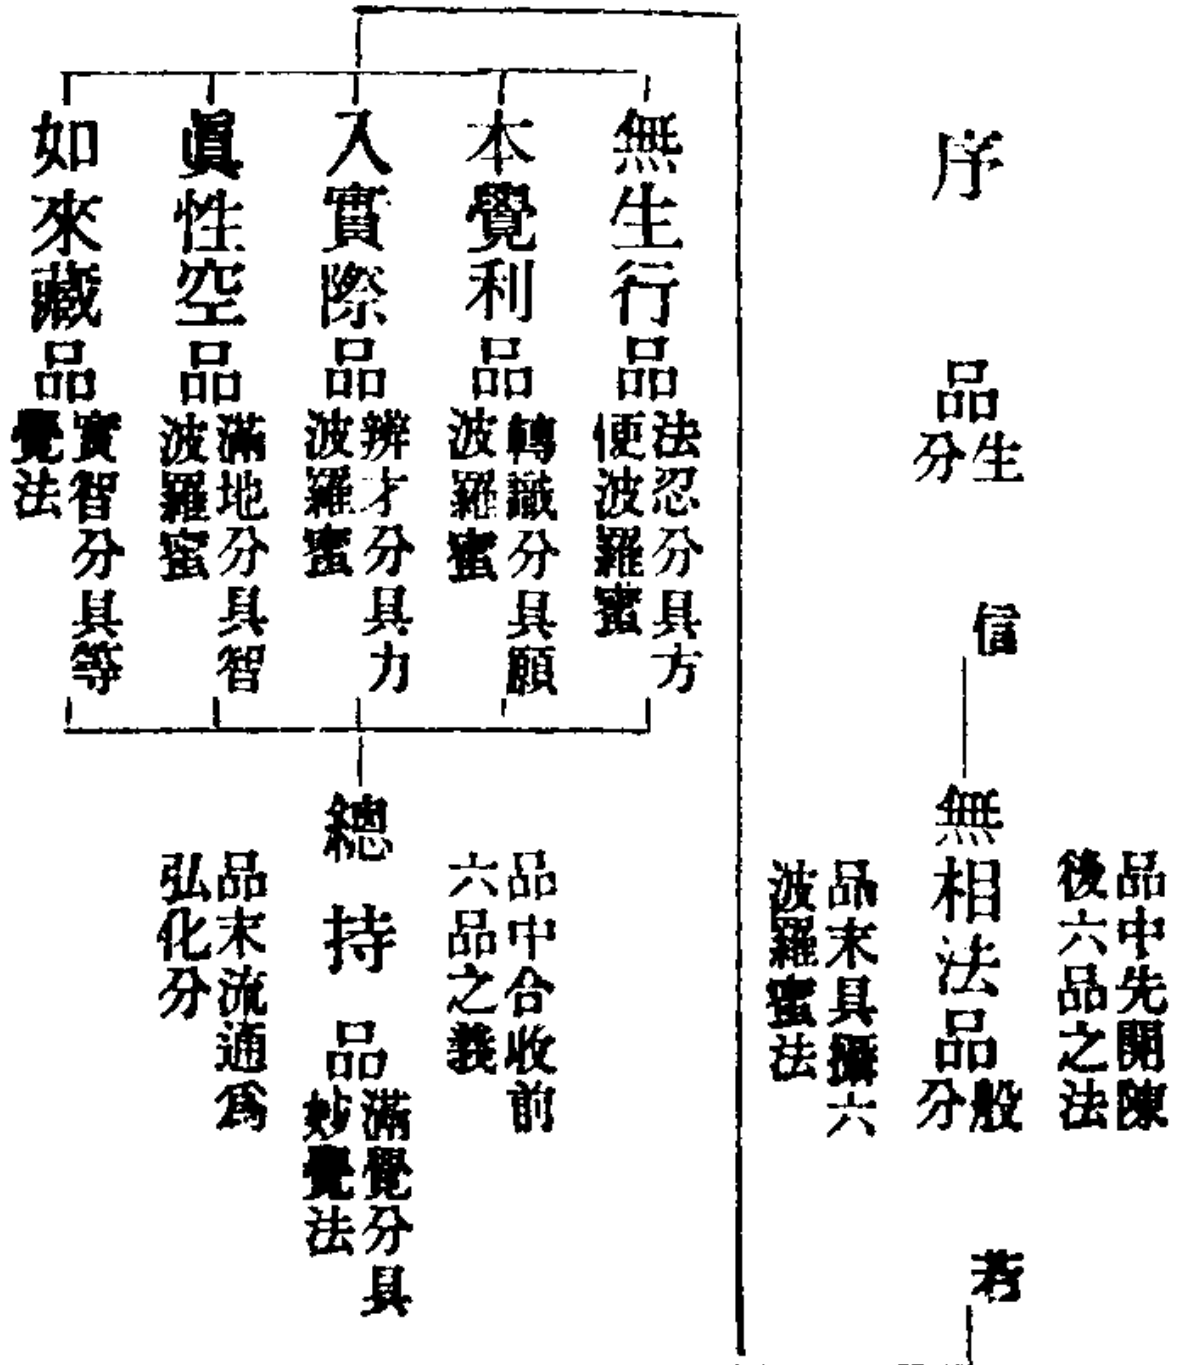 品中先開陳
後六品之法
序品
生信
分
無相法品
般若
分
品末具攝六
波羅蜜法
無生行品
法忍分具方
便波羅蜜
本覺利品
轉識分具願
波羅蜜
入實際品
辨才分具力
波羅蜜
眞性空品
滿地分具智
波羅蜜
如來藏品
實智分具等
覺法
品中合收前
六品之義
總持品
滿覺分具
妙覺法
品末流通爲
弘化分